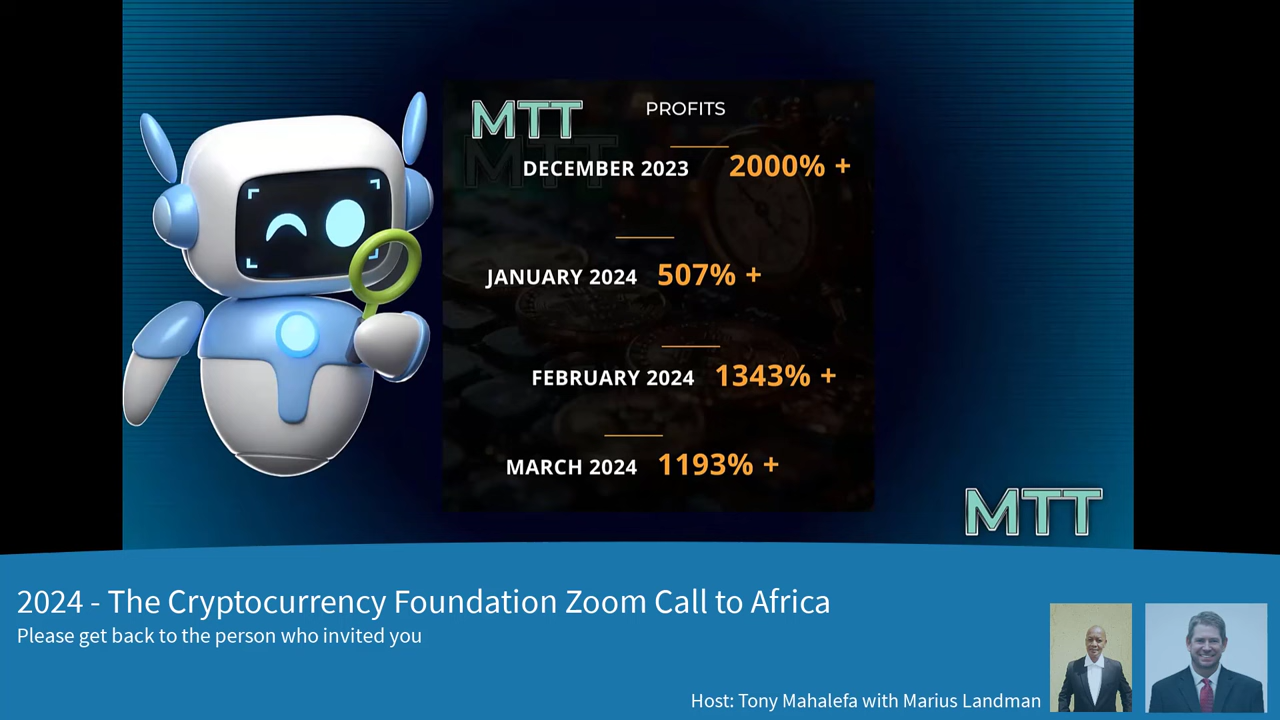 MTT PROFITS
DECEMBER 2023 2000% +
JANUARY 2024 507% +
FEBRUARY 2024 1343% +
MARCH 2024 1193% +
MTT
2024 - The Cryptocurrency Foundation Zoom Call to Africa
Please get back to the person who invited you
Host: Tony Mahalefa with Marius Landman